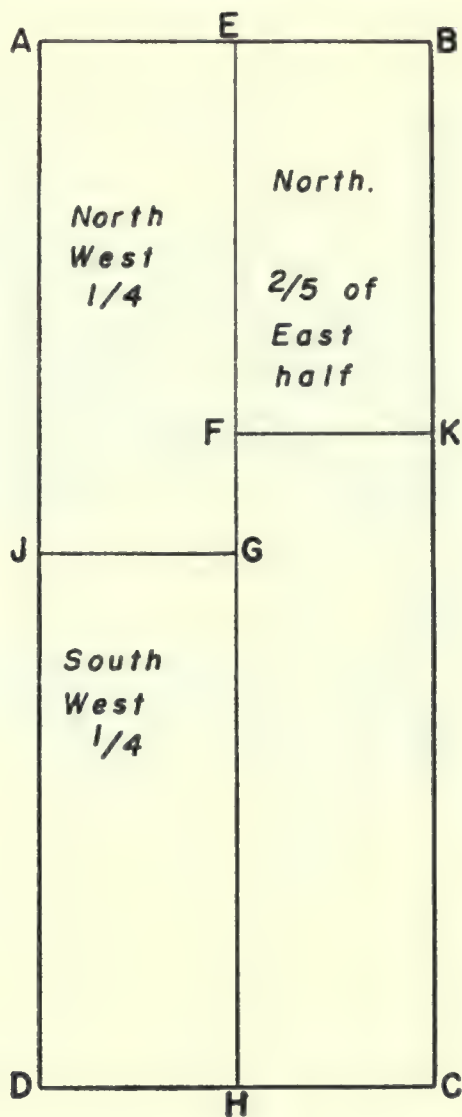 A E B
North
West
1/4
North.
2/5 of
East
half
F K
J G
South
West
1/4
D H C